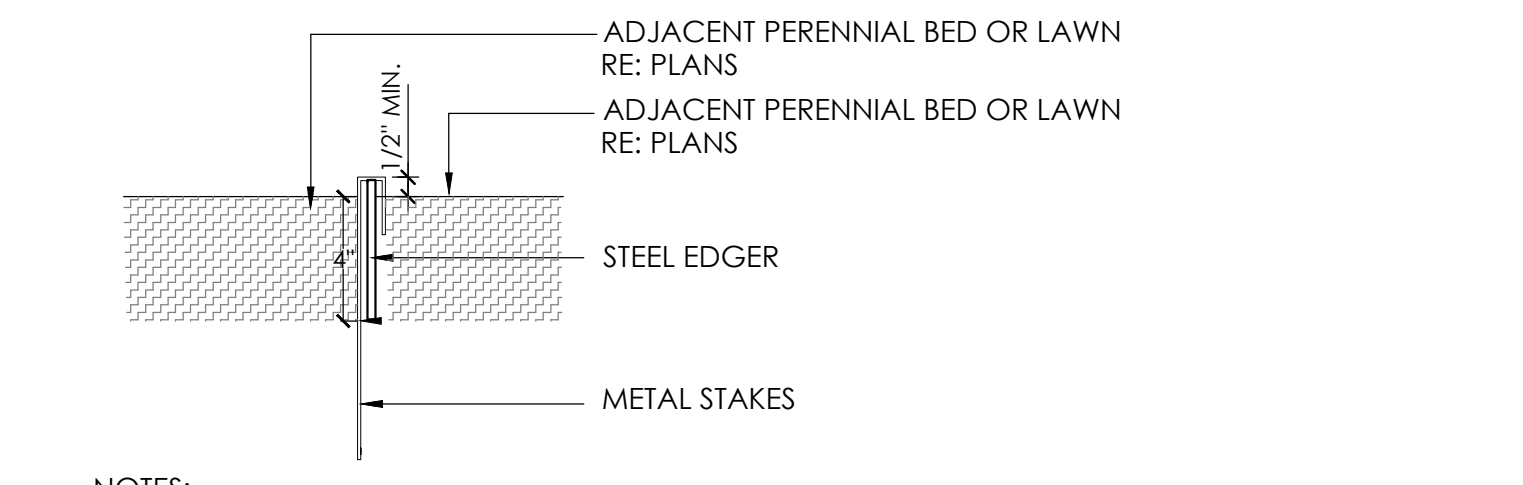 ADJACENT PERENNIAL BED OR LAWN
RE: PLANS
1/2" MIN.
ADJACENT PERENNIAL BED OR LAWN
RE: PLANS
4"
STEEL EDGER
METAL STAKES
NOTES: